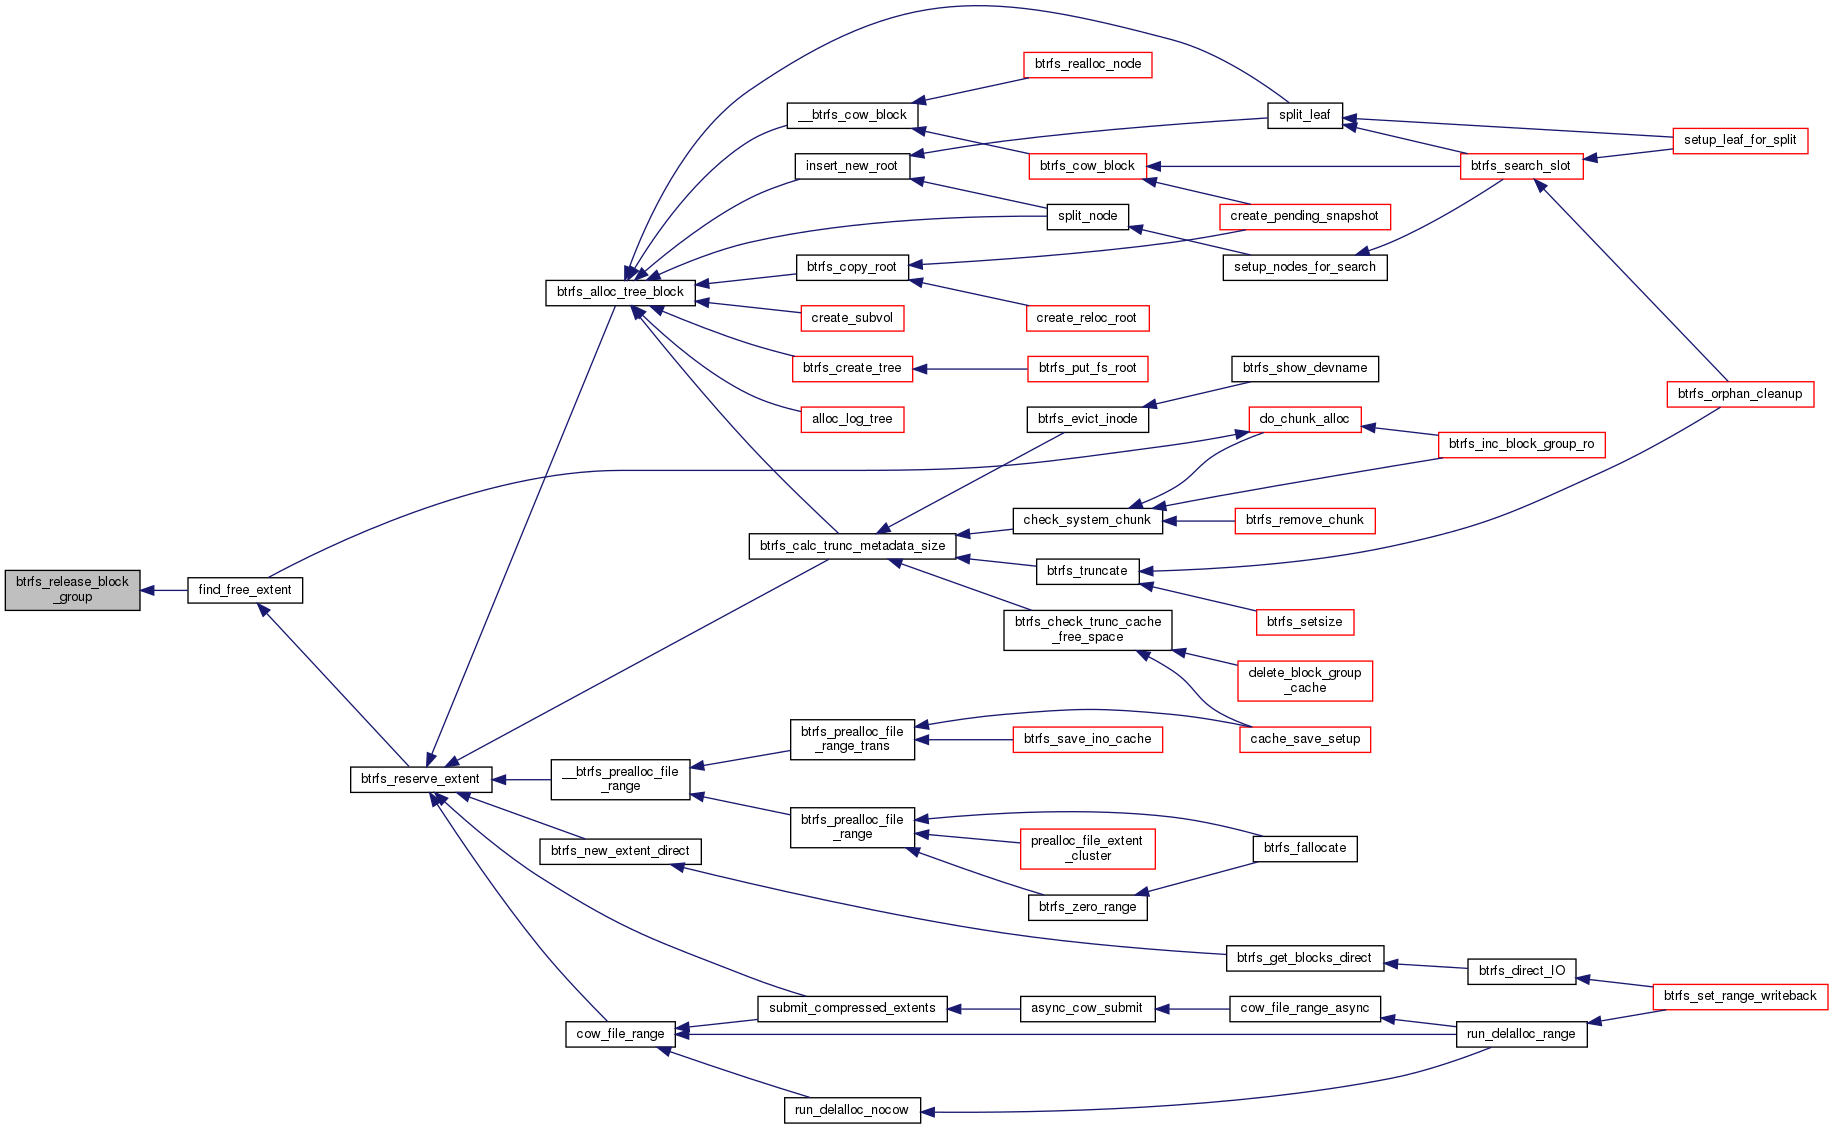 btrfs_release_block
_group
find_free_extent
btrfs_reserve_extent
btrfs_alloc_tree_block
__btrfs_prealloc_file
_range
btrfs_new_extent_direct
cow_file_range
__btrfs_cow_block
insert_new_root
btrfs_copy_root
create_subvol
btrfs_create_tree
alloc_log_tree
btrfs_calc_trunc_metadata_size
btrfs_prealloc_file
_range_trans
btrfs_prealloc_file
_range
submit_compressed_extents
run_delalloc_nocow
btrfs_realloc_node
btrfs_cow_block
split_node
create_reloc_root
btrfs_put_fs_root
btrfs_evict_inode
check_system_chunk
btrfs_truncate
btrfs_check_trunc_cache
_free_space
btrfs_save_ino_cache
prealloc_file_extent
_cluster
btrfs_zero_range
async_cow_submit
split_leaf
create_pending_snapshot
setup_nodes_for_search
btrfs_show_devname
do_chunk_alloc
btrfs_remove_chunk
btrfs_setsize
delete_block_group
_cache
cache_save_setup
btrfs_fallocate
btrfs_get_blocks_direct
cow_file_range_async
btrfs_search_slot
btrfs_inc_block_group_ro
btrfs_direct_IO
run_delalloc_range
setup_leaf_for_split
btrfs_orphan_cleanup
btrfs_set_range_writeback